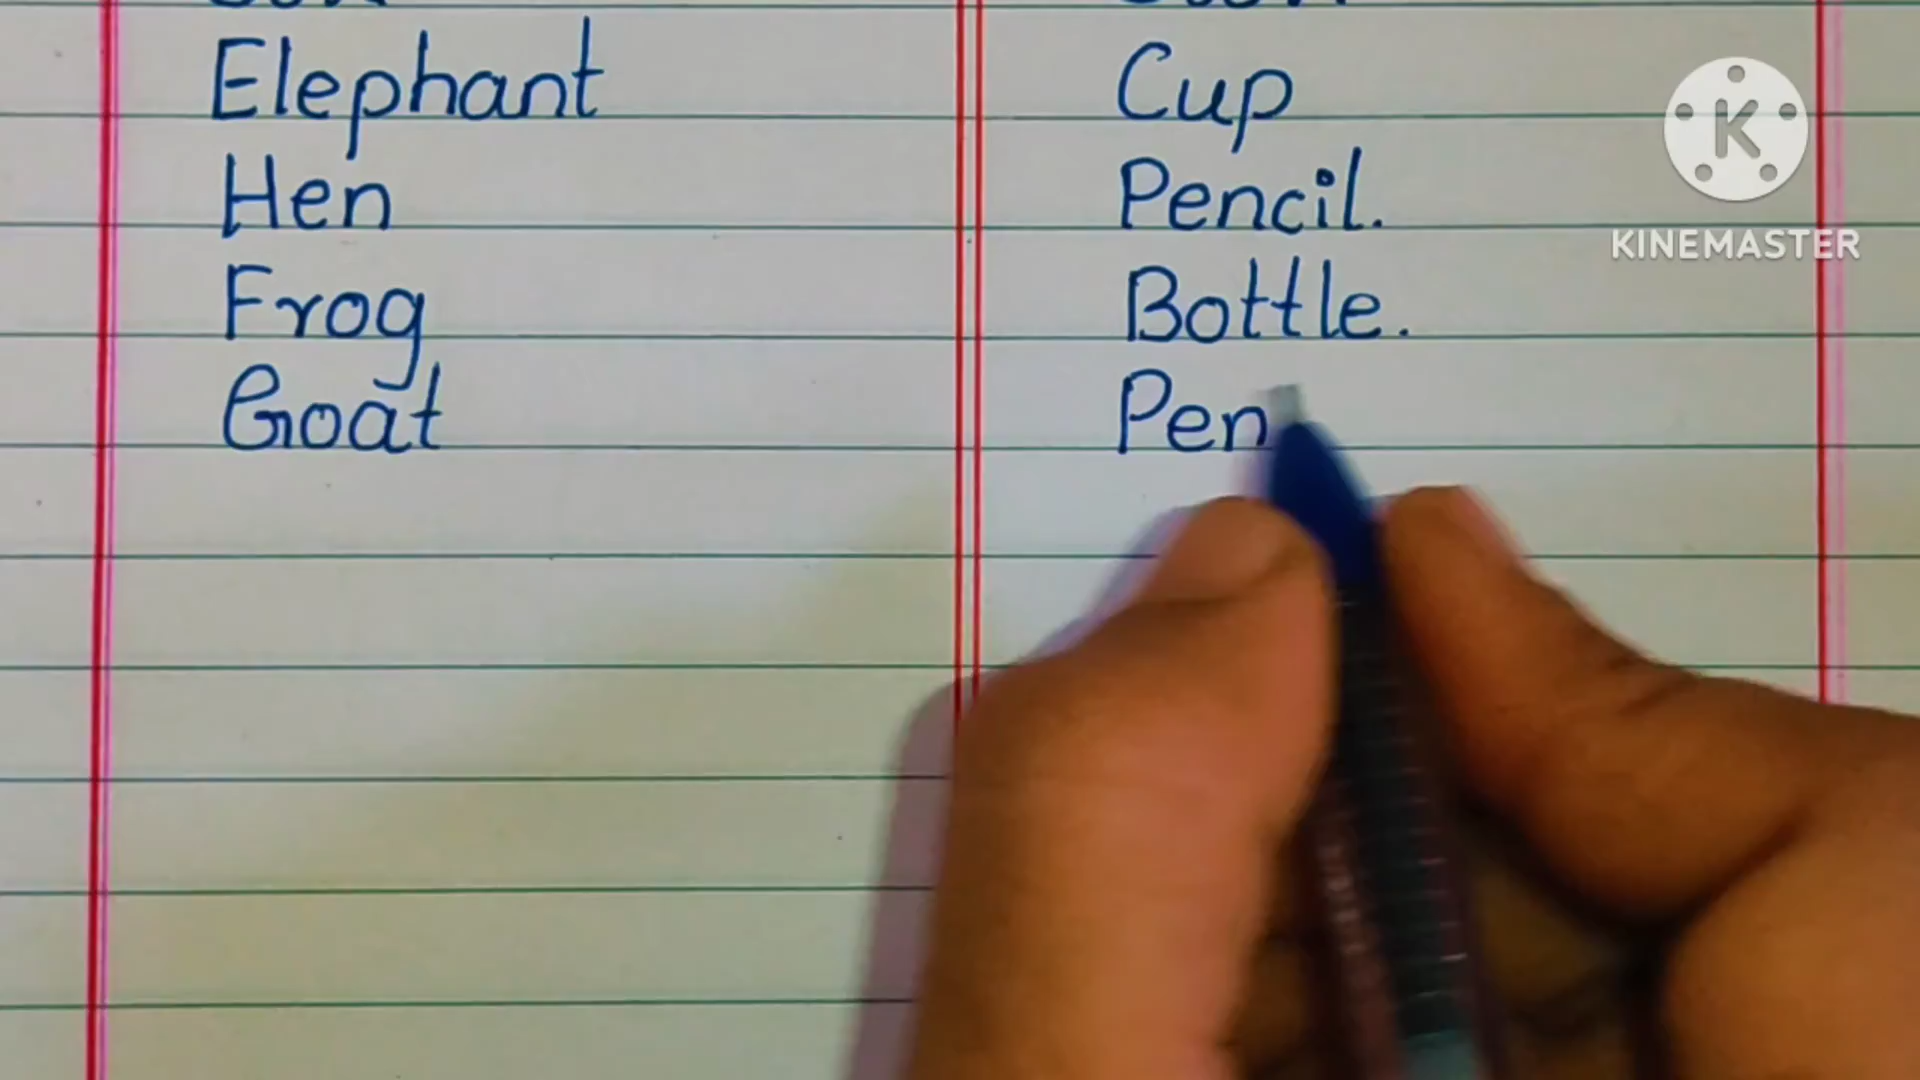 Elephant Cup
Hen Pencil.
Frog Bottle.
Goat Pen
K
KINEMASTER